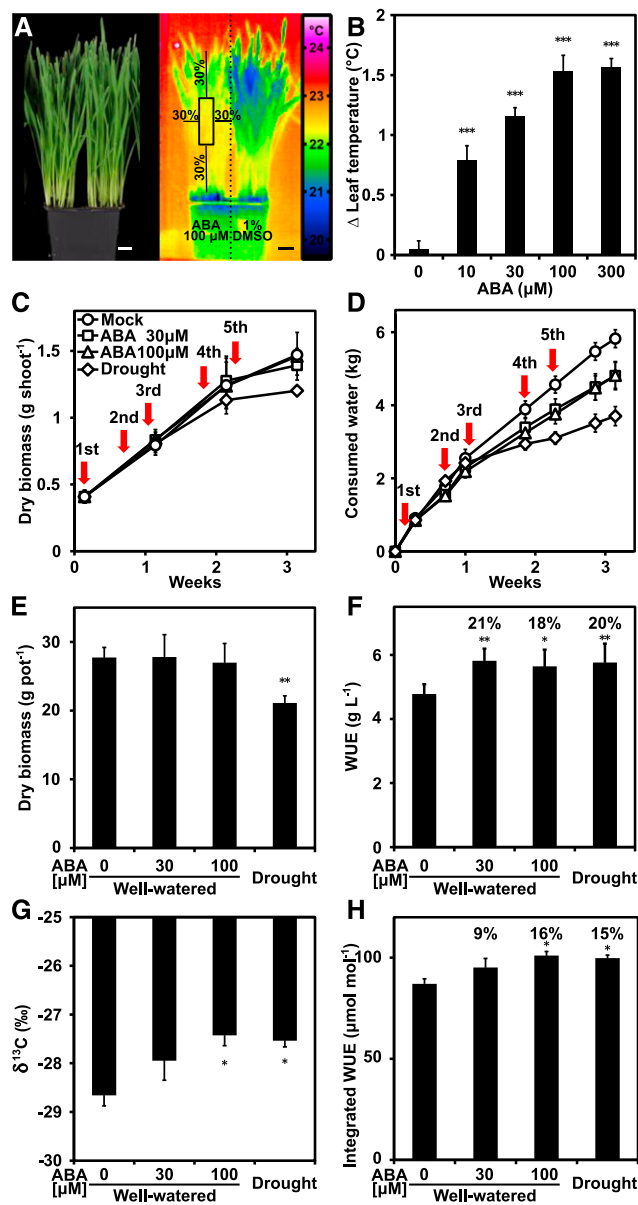 A
°C
24
23
22
21
20
30%
30%
30%
30%
ABA
100 µM
1%
DMSO
B
Δ Leaf temperature (°C)
2
1.5
1
0.5
0
***
***
***
***
0
10
30
100
300
ABA (µM)
C
Mock
ABA 30µM
ABA100µM
Drought
1st
2nd
3rd
4th
5th
Dry biomass (g shoot⁻¹)
1.5
1
0.5
0
0
1
2
3
Weeks
D
1st
2nd
3rd
4th
5th
Consumed water (kg)
6
4
2
0
0
1
2
3
Weeks
E
Dry biomass (g pot⁻¹)
30
20
10
0
**
ABA
[µM]
0
30
100
Well-watered
Drought
F
WUE (g L⁻¹)
8
6
4
2
0
21%
18%
20%
**
*
**
ABA
[µM]
0
30
100
Well-watered
Drought
G
δ¹³C (‰)
-25
-26
-27
-28
-29
-30
*
*
ABA
[µM]
0
30
100
Well-watered
Drought
H
Integrated WUE (µmol mol⁻¹)
100
50
0
9%
16%
15%
*
*
ABA
[µM]
0
30
100
Well-watered
Drought